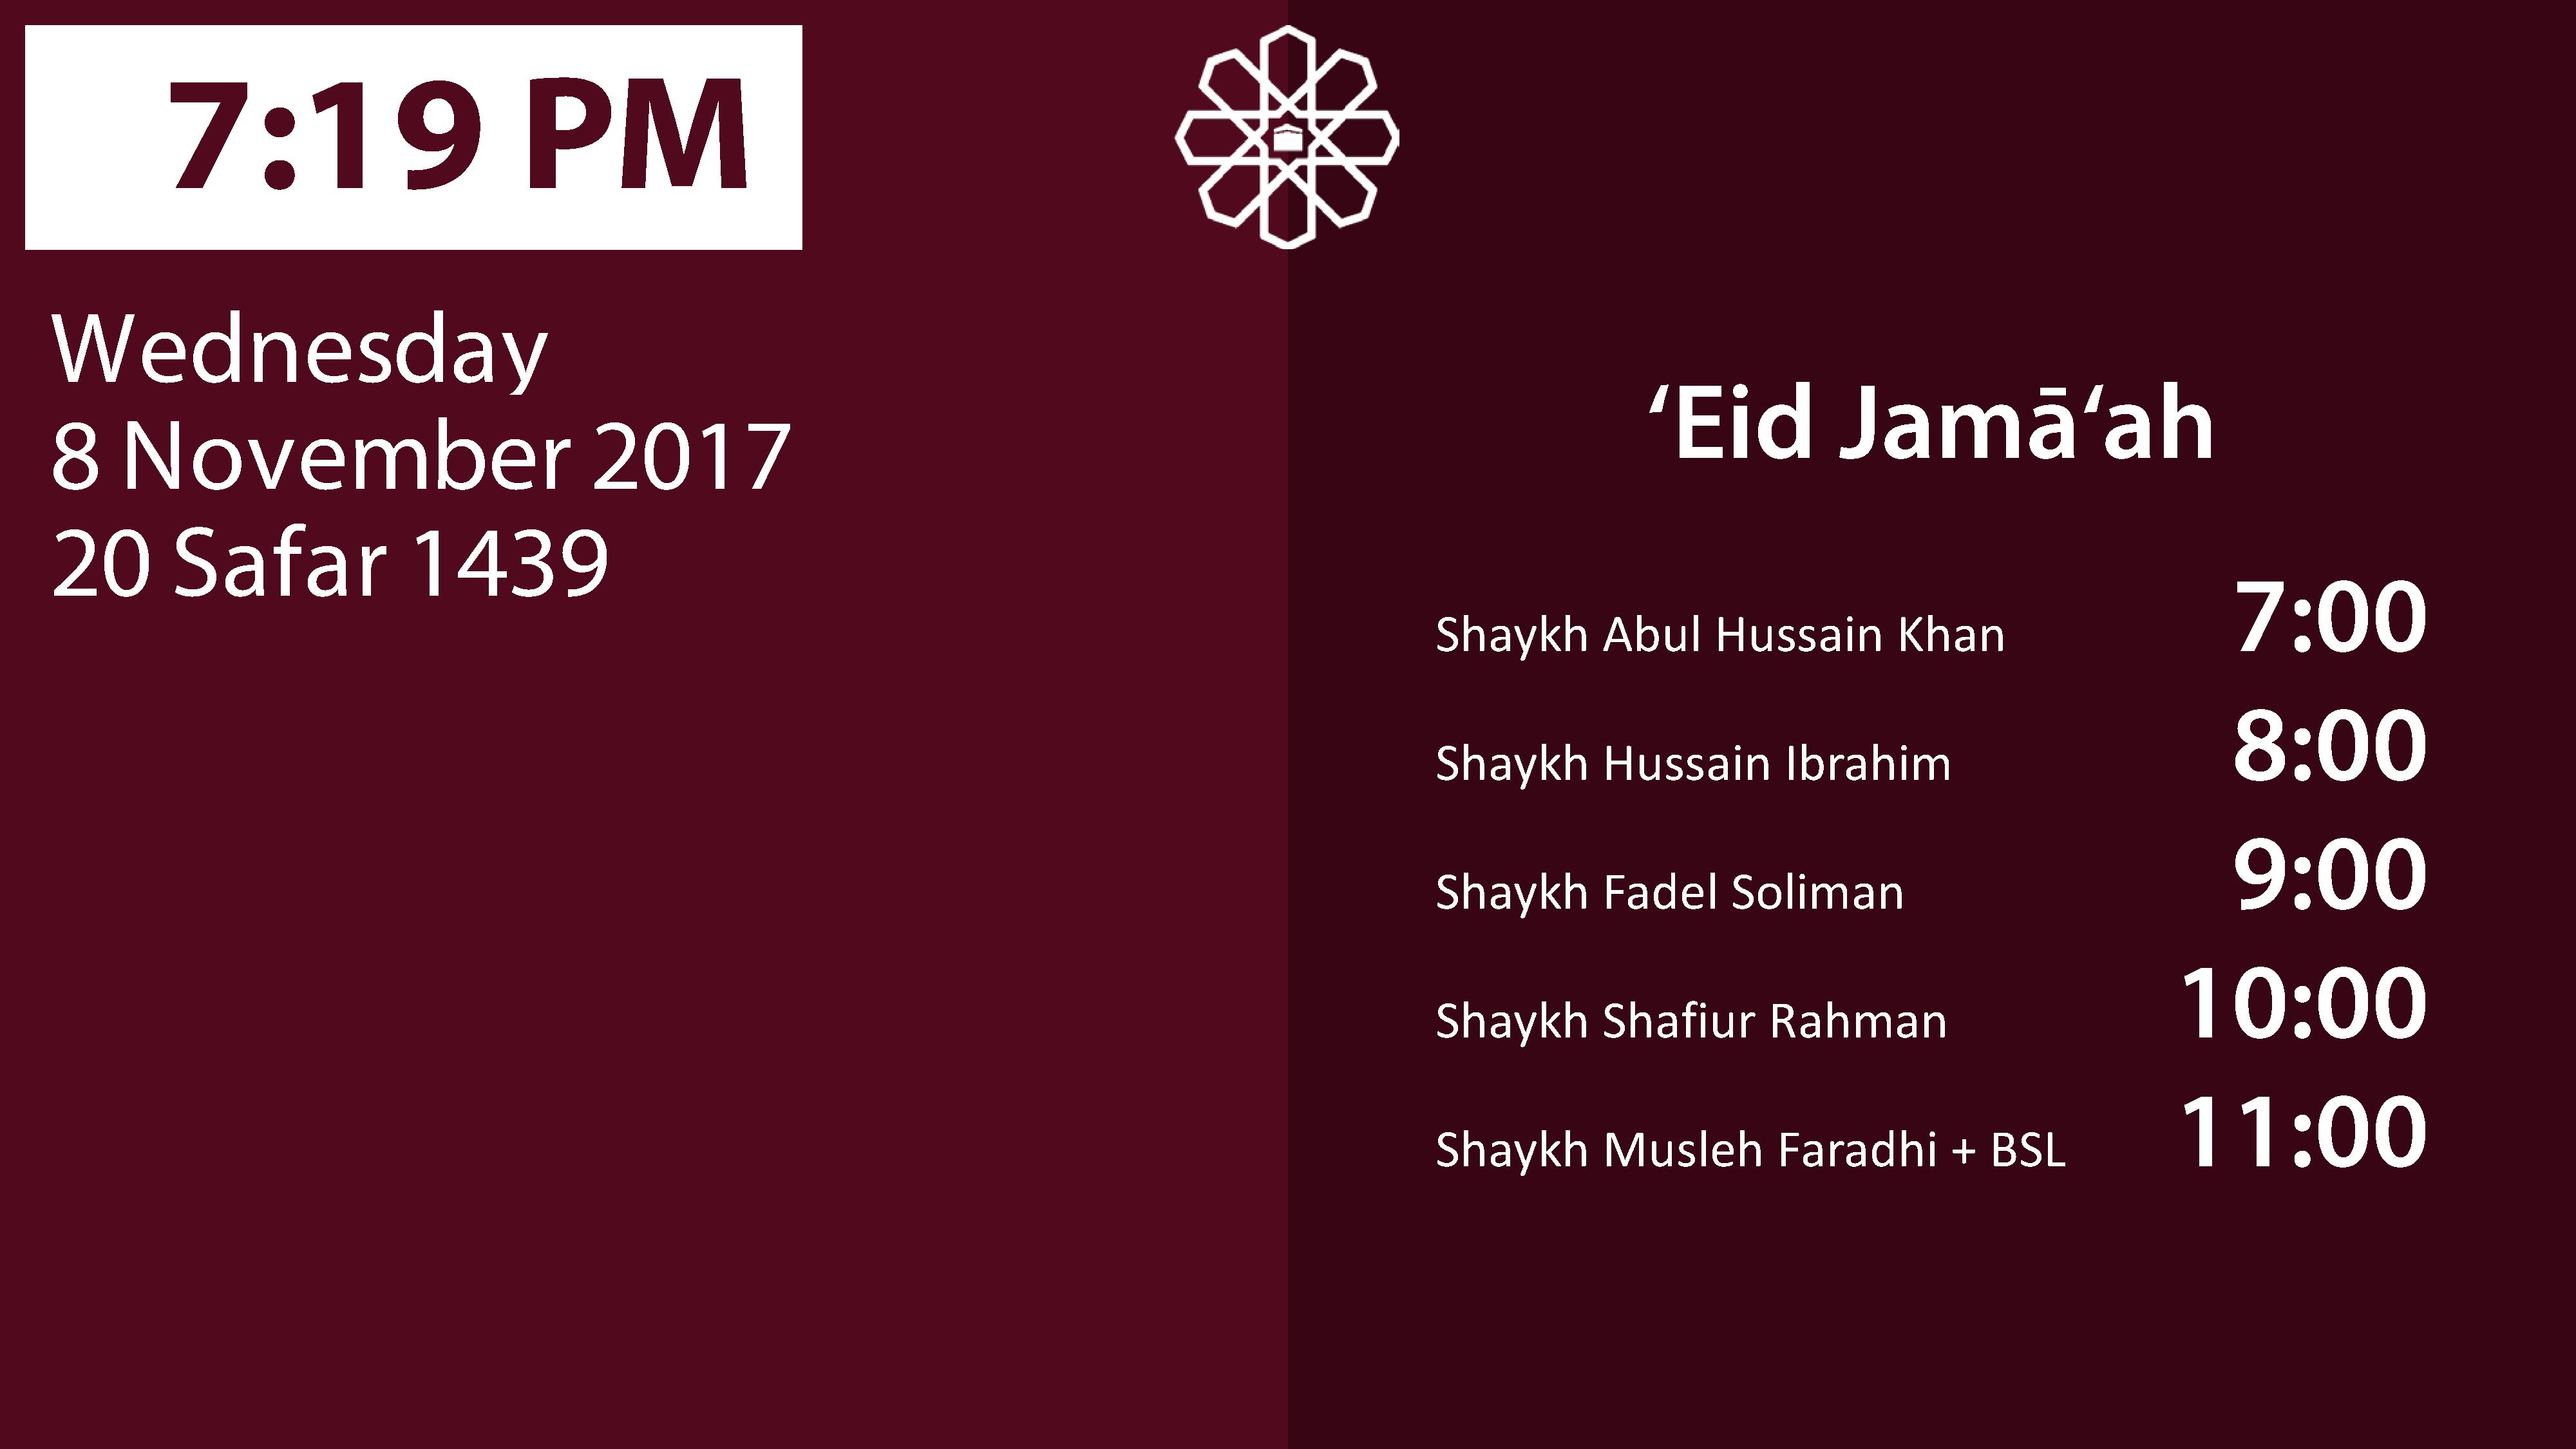 7:19 PM
Wednesday
8 November 2017
20 Safar 1439
‘Eid Jamā‘ah
Shaykh Abul Hussain Khan 7:00
Shaykh Hussain Ibrahim 8:00
Shaykh Fadel Soliman 9:00
Shaykh Shafiur Rahman 10:00
Shaykh Musleh Faradhi + BSL 11:00